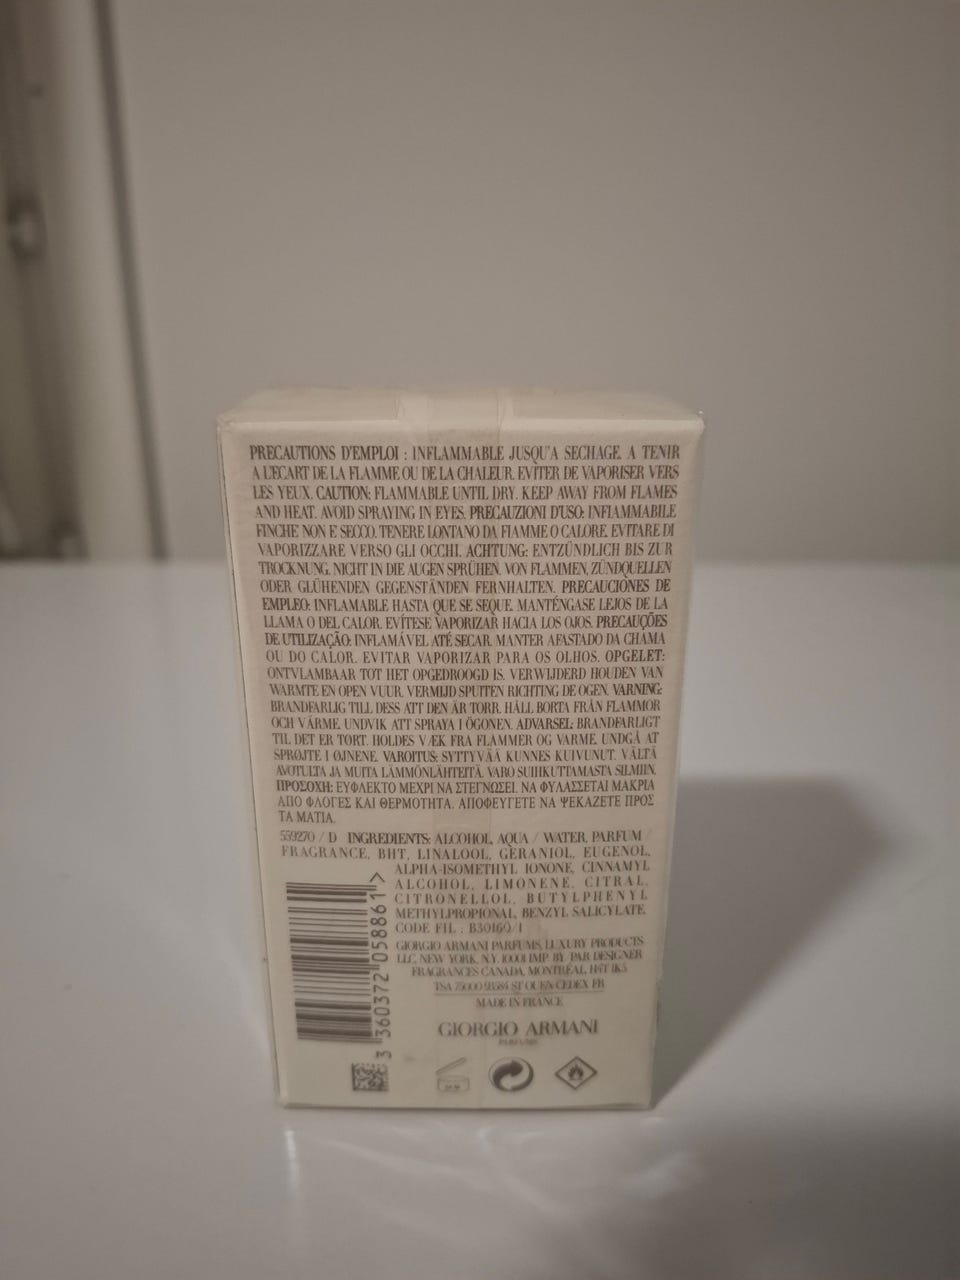 PRECAUTIONS D'EMPLOI : INFLAMMABLE JUSQU'A SECHAGE. A TENIR
A L'ECART DE LA FLAMME OU DE LA CHALEUR. EVITER DE VAPORISER VERS
LES YEUX. CAUTION: FLAMMABLE UNTIL DRY. KEEP AWAY FROM FLAMES
AND HEAT. AVOID SPRAYING IN EYES. PRECAUZIONI D'USO: INFIAMMABILE
FINCHE NON E SECCO. TENERE LONTANO DA FIAMME O CALORE. EVITARE DI
VAPORIZZARE VERSO GLI OCCHI. ACHTUNG: ENTZÜNDLICH BIS ZUR
TROCKNUNG. NICHT IN DIE AUGEN SPRÜHEN. VON FLAMMEN, ZÜNDQUELLEN
ODER GLÜHENDEN GEGENSTÄNDEN FERNHALTEN. PRECAUCIONES DE
EMPLEO: INFLAMABLE HASTA QUE SE SEQUE. MANTÉNGASE LEJOS DE LA
LLAMA O DEL CALOR. EVÍTESE VAPORIZAR HACIA LOS OJOS. PRECAUÇÕES
DE UTILIZAÇÃO: INFLAMÁVEL ATÉ SECAR. MANTER AFASTADO DA CHAMA
OU DO CALOR. EVITAR VAPORIZAR PARA OS OLHOS. OPGELET:
ONTVLAMBAAR TOT HET OPGEDROOGD IS. VERWIJDERD HOUDEN VAN
WARMTE EN OPEN VUUR. VERMIJD SPUITEN RICHTING DE OGEN. VARNING:
BRANDFARLIG TILL DESS ATT DEN ÄR TORR. HÅLL BORTA FRÅN FLAMMOR
OCH VÄRME. UNDVIK ATT SPRAYA I ÖGONEN. ADVARSEL: BRANDFARLIGT
TIL DET ER TØRT. HOLDES VÆK FRA FLAMMER OG VARME. UNDGÅ AT
SPRØJTE I ØJNENE. VAROITUS: SYTTYVÄÄ KUNNES KUIVUNUT. VÄLTÄ
AVOTULTA JA MUITA LÄMMÖNLÄHTEITÄ. VARO SUIHKUTTAMASTA SILMIIN.
ΠΡΟΣΟΧΗ: ΕΥΦΛΕΚΤΟ ΜΕΧΡΙ ΝΑ ΣΤΕΓΝΩΣΕΙ. ΝΑ ΦΥΛΑΣΣΕΤΑΙ ΜΑΚΡΙΑ
ΑΠΟ ΦΛΟΓΕΣ ΚΑΙ ΘΕΡΜΟΤΗΤΑ. ΑΠΟΦΕΥΓΕΤΕ ΝΑ ΨΕΚΑΖΕΤΕ ΠΡΟΣ
ΤΑ ΜΑΤΙΑ.
559270 / D INGREDIENTS: ALCOHOL, AQUA / WATER, PARFUM /
FRAGRANCE, BHT, LINALOOL, GERANIOL, EUGENOL,
ALPHA-ISOMETHYL IONONE, CINNAMYL
ALCOHOL, LIMONENE, CITRAL,
CITRONELLOL, BUTYLPHENYL
METHYLPROPIONAL, BENZYL SALICYLATE.
CODE FIL : B30160/1
GIORGIO ARMANI PARFUMS, LUXURY PRODUCTS
LLC, NEW YORK, N.Y. 10001 IMP. BY / PAR DESIGNER
FRAGRANCES CANADA, MONTRÉAL, H4T 1K5
TSA 75000 93584 ST OUEN CEDEX FR
MADE IN FRANCE
GIORGIO ARMANI
PARFUMS
3 360372 058861 >